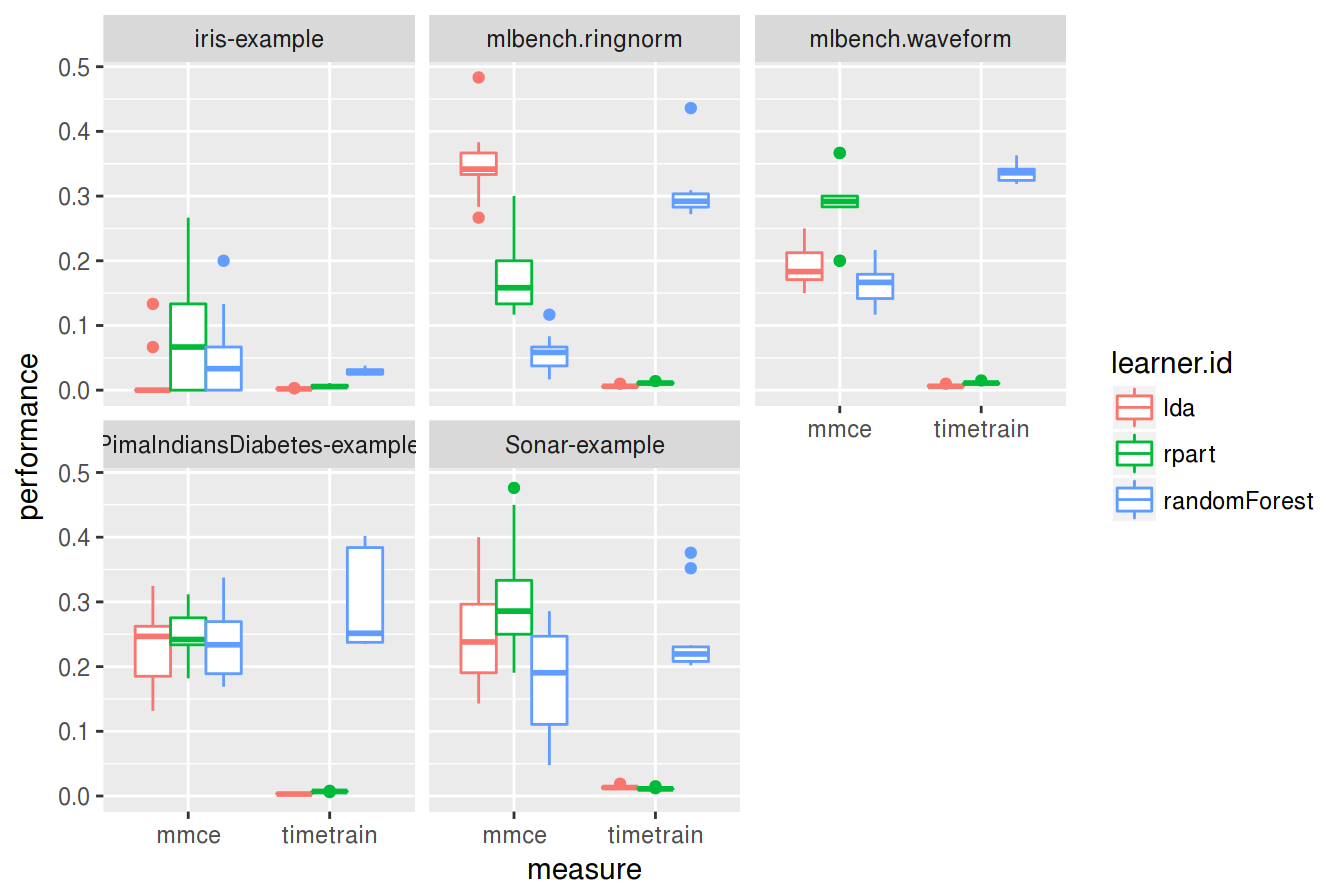 iris-example
mlbench.ringnorm
mlbench.waveform
0.5
0.4
0.3
0.2
0.1
0.0
mmce
timetrain
PimaIndiansDiabetes-example
Sonar-example
0.5
0.4
0.3
0.2
0.1
0.0
mmce
timetrain
mmce
timetrain
measure
performance
learner.id
lda
rpart
randomForest